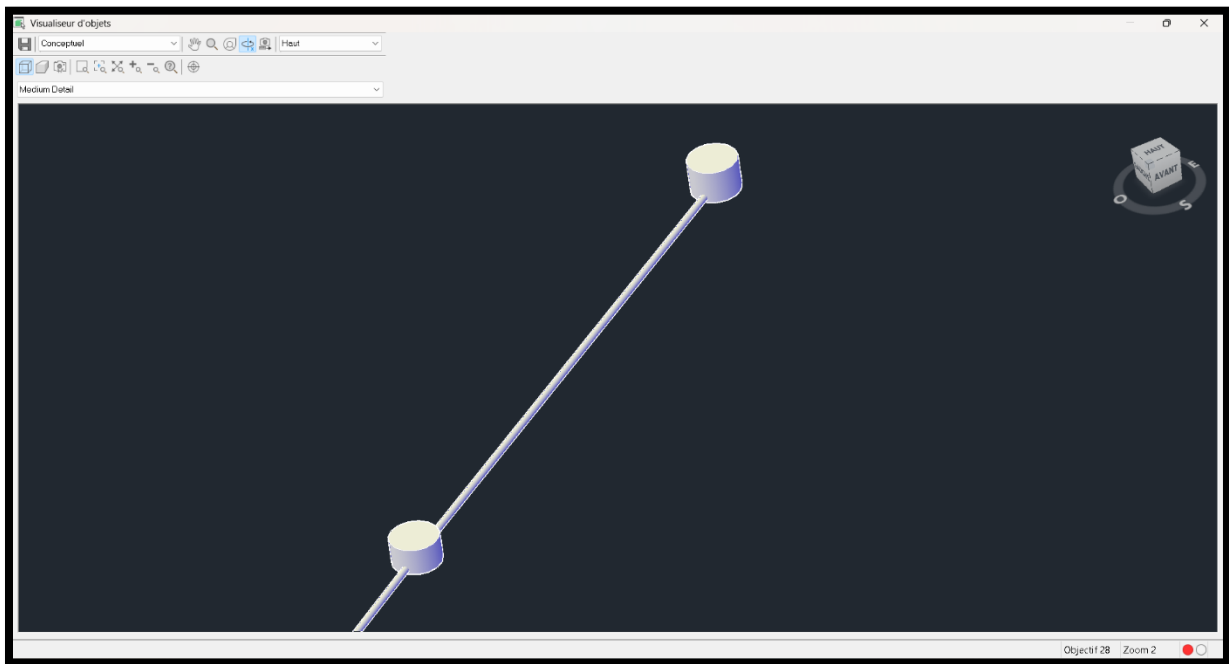 Visualiseur d'objets
Conceptuel
Haut
Medium Detail
HAUT
AVANT
E
O
S
Objectif 28 Zoom 2